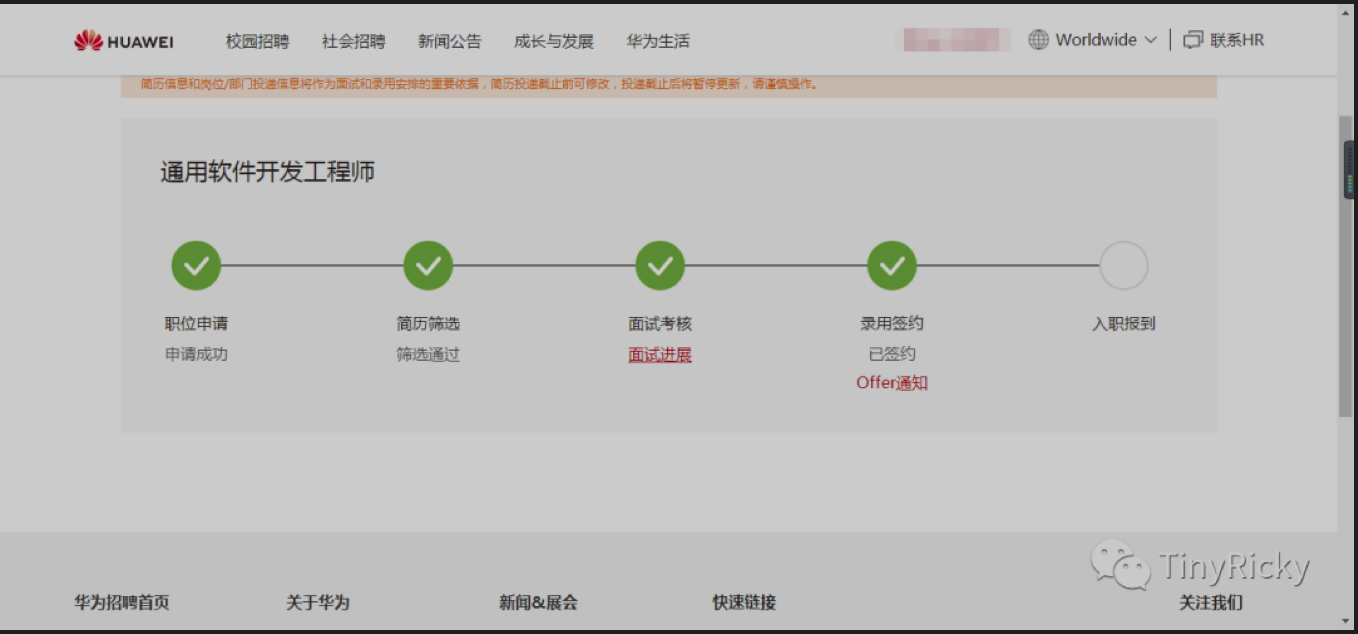 HUAWEI 校园招聘 社会招聘 新闻公告 成长与发展 华为生活 Worldwide 联系HR
简历信息和岗位/部门投递信息将作为面试和录用安排的重要依据，简历投递截止前可修改，投递截止后将暂停更新，请谨慎操作。
通用软件开发工程师
职位申请 简历筛选 面试考核 录用签约 入职报到
申请成功 筛选通过 面试进展 已签约
Offer通知
TinyRicky
华为招聘首页 关于华为 新闻&展会 快速链接 关注我们